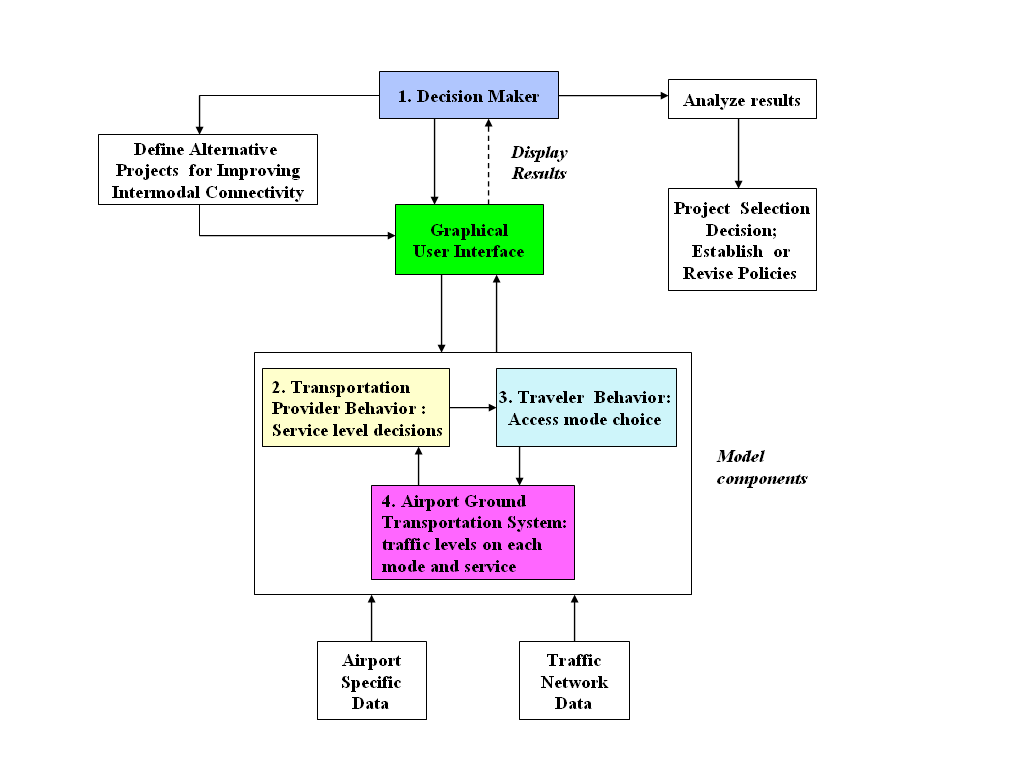 1. Decision Maker
Analyze results
Define Alternative
Projects for Improving
Intermodal Connectivity
Display
Results
Project Selection
Decision;
Establish or
Revise Policies
Graphical
User Interface
2. Transportation
Provider Behavior :
Service level decisions
3. Traveler Behavior:
Access mode choice
Model
components
4. Airport Ground
Transportation System:
traffic levels on each
mode and service
Airport
Specific
Data
Traffic
Network
Data